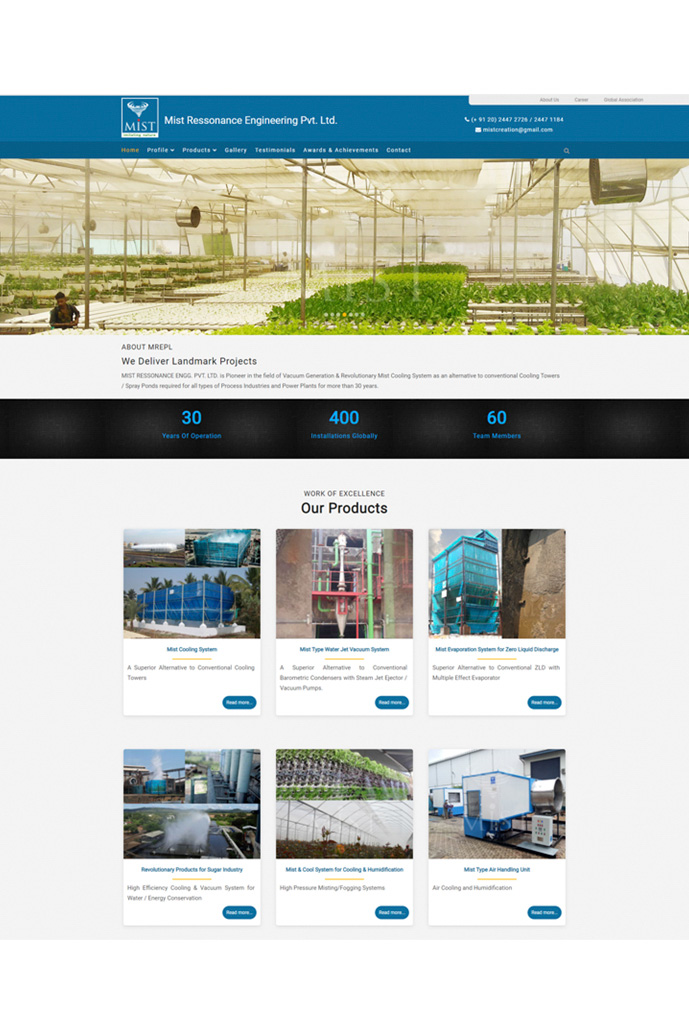 About Us Career Global Association
MIST
Mist Ressonance Engineering Pvt. Ltd.
(+ 91 20) 2447 2726 / 2447 1184
mistcreation@gmail.com
Home Profile Products Gallery Testimonials Awards & Achievements Contact
MIST
ABOUT MREPL
We Deliver Landmark Projects
MIST RESSONANCE ENGG. PVT. LTD. is Pioneer in the field of Vacuum Generation & Revolutionary Mist Cooling System as an alternative to conventional Cooling Towers
/ Spray Ponds required for all types of Process Industries and Power Plants for more than 30 years.
30 400 60
Years Of Operation Installations Globally Team Members
WORK OF EXCELLENCE
Our Products
Mist Cooling System
A Superior Alternative to Conventional Cooling
Towers
Read more...
Mist Type Water Jet Vacuum System
A Superior Alternative to Conventional
Barometric Condensers with Steam Jet Ejector /
Vacuum Pumps.
Read more...
Mist Evaporation System for Zero Liquid Discharge
Superior Alternative to Conventional ZLD with
Multiple Effect Evaporator
Read more...
Revolutionary Products for Sugar Industry
High Efficiency Cooling & Vacuum System for
Water / Energy Conservation
Read more...
Mist & Cool System for Cooling & Humidification
High Pressure Misting/Fogging Systems
Read more...
MIST
Mist Type Air Handling Unit
Air Cooling and Humidification
Read more...